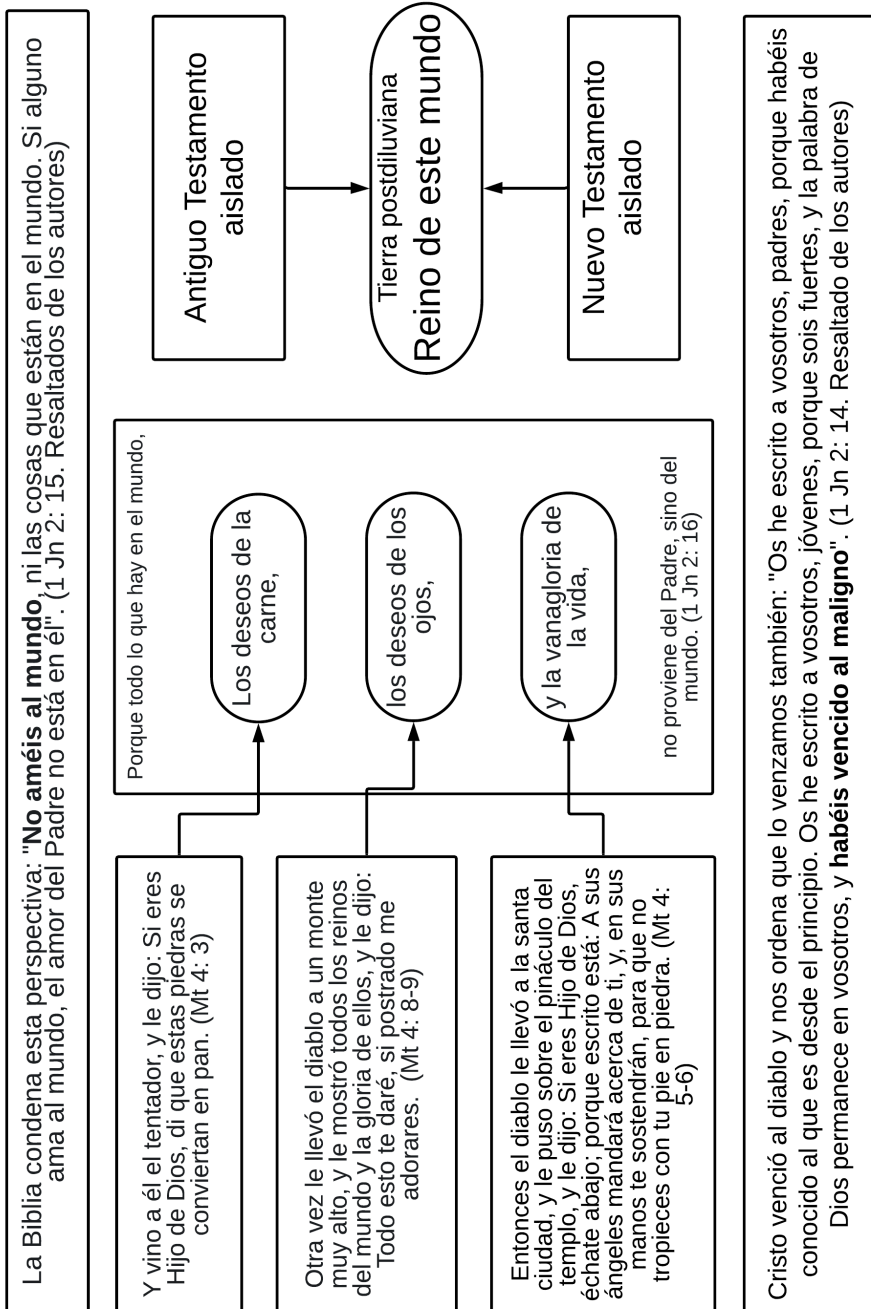 La Biblia condena esta perspectiva: "No améis al mundo, ni las cosas que están en el mundo. Si alguno
ama al mundo, el amor del Padre no está en él". (1 Jn 2: 15. Resaltados de los autores)
Y vino a él el tentador, y le dijo: Si eres
Hijo de Dios, di que estas piedras se
conviertan en pan. (Mt 4: 3)
Otra vez le llevó el diablo a un monte
muy alto, y le mostró todos los reinos
del mundo y la gloria de ellos, y le dijo:
Todo esto te daré, si postrado me
adorares. (Mt 4: 8-9)
Entonces el diablo le llevó a la santa
ciudad, y le puso sobre el pináculo del
templo, y le dijo: Si eres Hijo de Dios,
échate abajo; porque escrito está: A sus
ángeles mandará acerca de ti, y, en sus
manos te sostendrán, para que no
tropieces con tu pie en piedra. (Mt 4:
5-6)
Porque todo lo que hay en el mundo,
Los deseos de la
carne,
los deseos de los
ojos,
y la vanagloria de
la vida,
no proviene del Padre, sino del
mundo. (1 Jn 2: 16)
Antiguo Testamento
aislado
Tierra postdiluviana
Reino de este mundo
Nuevo Testamento
aislado
Cristo venció al diablo y nos ordena que lo venzamos también: "Os he escrito a vosotros, padres, porque habéis
conocido al que es desde el principio. Os he escrito a vosotros, jóvenes, porque sois fuertes, y la palabra de
Dios permanece en vosotros, y habéis vencido al maligno". (1 Jn 2: 14. Resaltado de los autores)